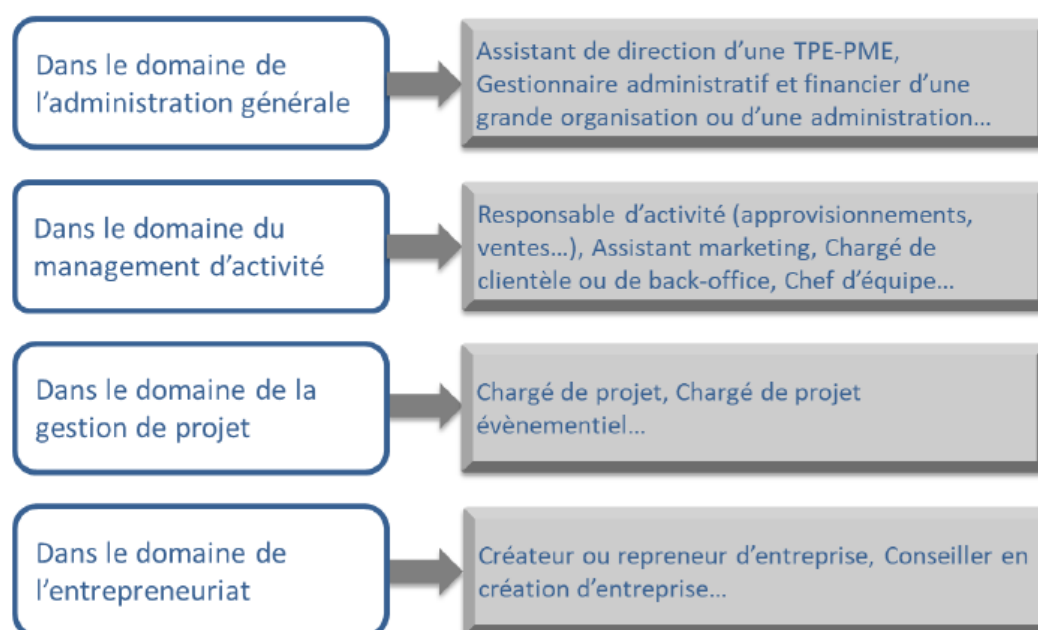 Dans le domaine de
l’administration générale
Assistant de direction d’une TPE-PME,
Gestionnaire administratif et financier d’une
grande organisation ou d’une administration…
Dans le domaine du
management d’activité
Responsable d’activité (approvisionnements,
ventes…), Assistant marketing, Chargé de
clientèle ou de back-office, Chef d’équipe…
Dans le domaine de la
gestion de projet
Chargé de projet, Chargé de projet
évènementiel…
Dans le domaine de
l’entrepreneuriat
Créateur ou repreneur d’entreprise, Conseiller en
création d’entreprise…